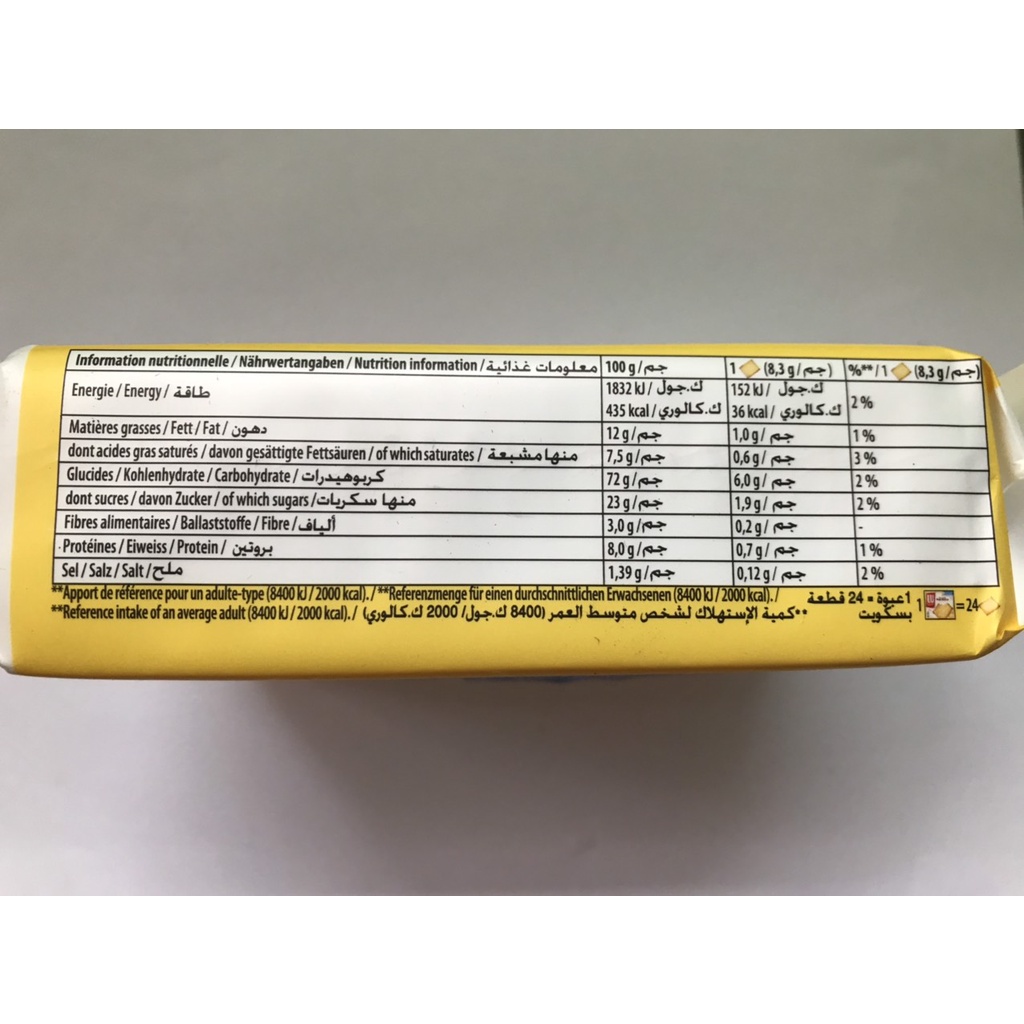 Information nutritionnelle / Nährwertangaben / Nutrition information / معلومات غذائية 100 g/جم 1 (8,3 g/جم) %**/1 (8,3 g/جم)
Energie / Energy / طاقة 1832 kJ / ك.جول 152 kJ / ك.جول 2 %
435 kcal / ك.كالوري 36 kcal / ك.كالوري
Matières grasses / Fett / Fat / دهون 12 g/جم 1,0 g/ جم 1 %
dont acides gras saturés / davon gesättigte Fettsäuren / of which saturates / منها مشبعة 7,5 g/جم 0,6 g/ جم 3 %
Glucides / Kohlenhydrate / Carbohydrate / كربوهيدرات 72 g/جم 6,0 g/ جم 2 %
dont sucres / davon Zucker / of which sugars /منها سكريات 23 g/جم 1,9 g/ جم 2 %
Fibres alimentaires / Ballaststoffe / Fibre /ألياف 3,0 g/جم 0,2 g/ جم -
Protéines / Eiweiss / Protein / بروتين 8,0 g/جم 0,7 g/ جم 1 %
Sel / Salz / Salt /ملح 1,39 g/جم 0,12 g/ جم 2 %
**Apport de référence pour un adulte-type (8400 kJ / 2000 kcal). / **Referenzmenge für einen durchschnittlichen Erwachsenen (8400 kJ / 2000 kcal). /
**Reference intake of an average adult (8400 kJ / 2000 kcal). / **كمية الإستهلاك لشخص متوسط العمر (8400 ك.جول/ 2000 ك.كالوري)
1عبوة = 24 قطعة
بسكويت
1 =24